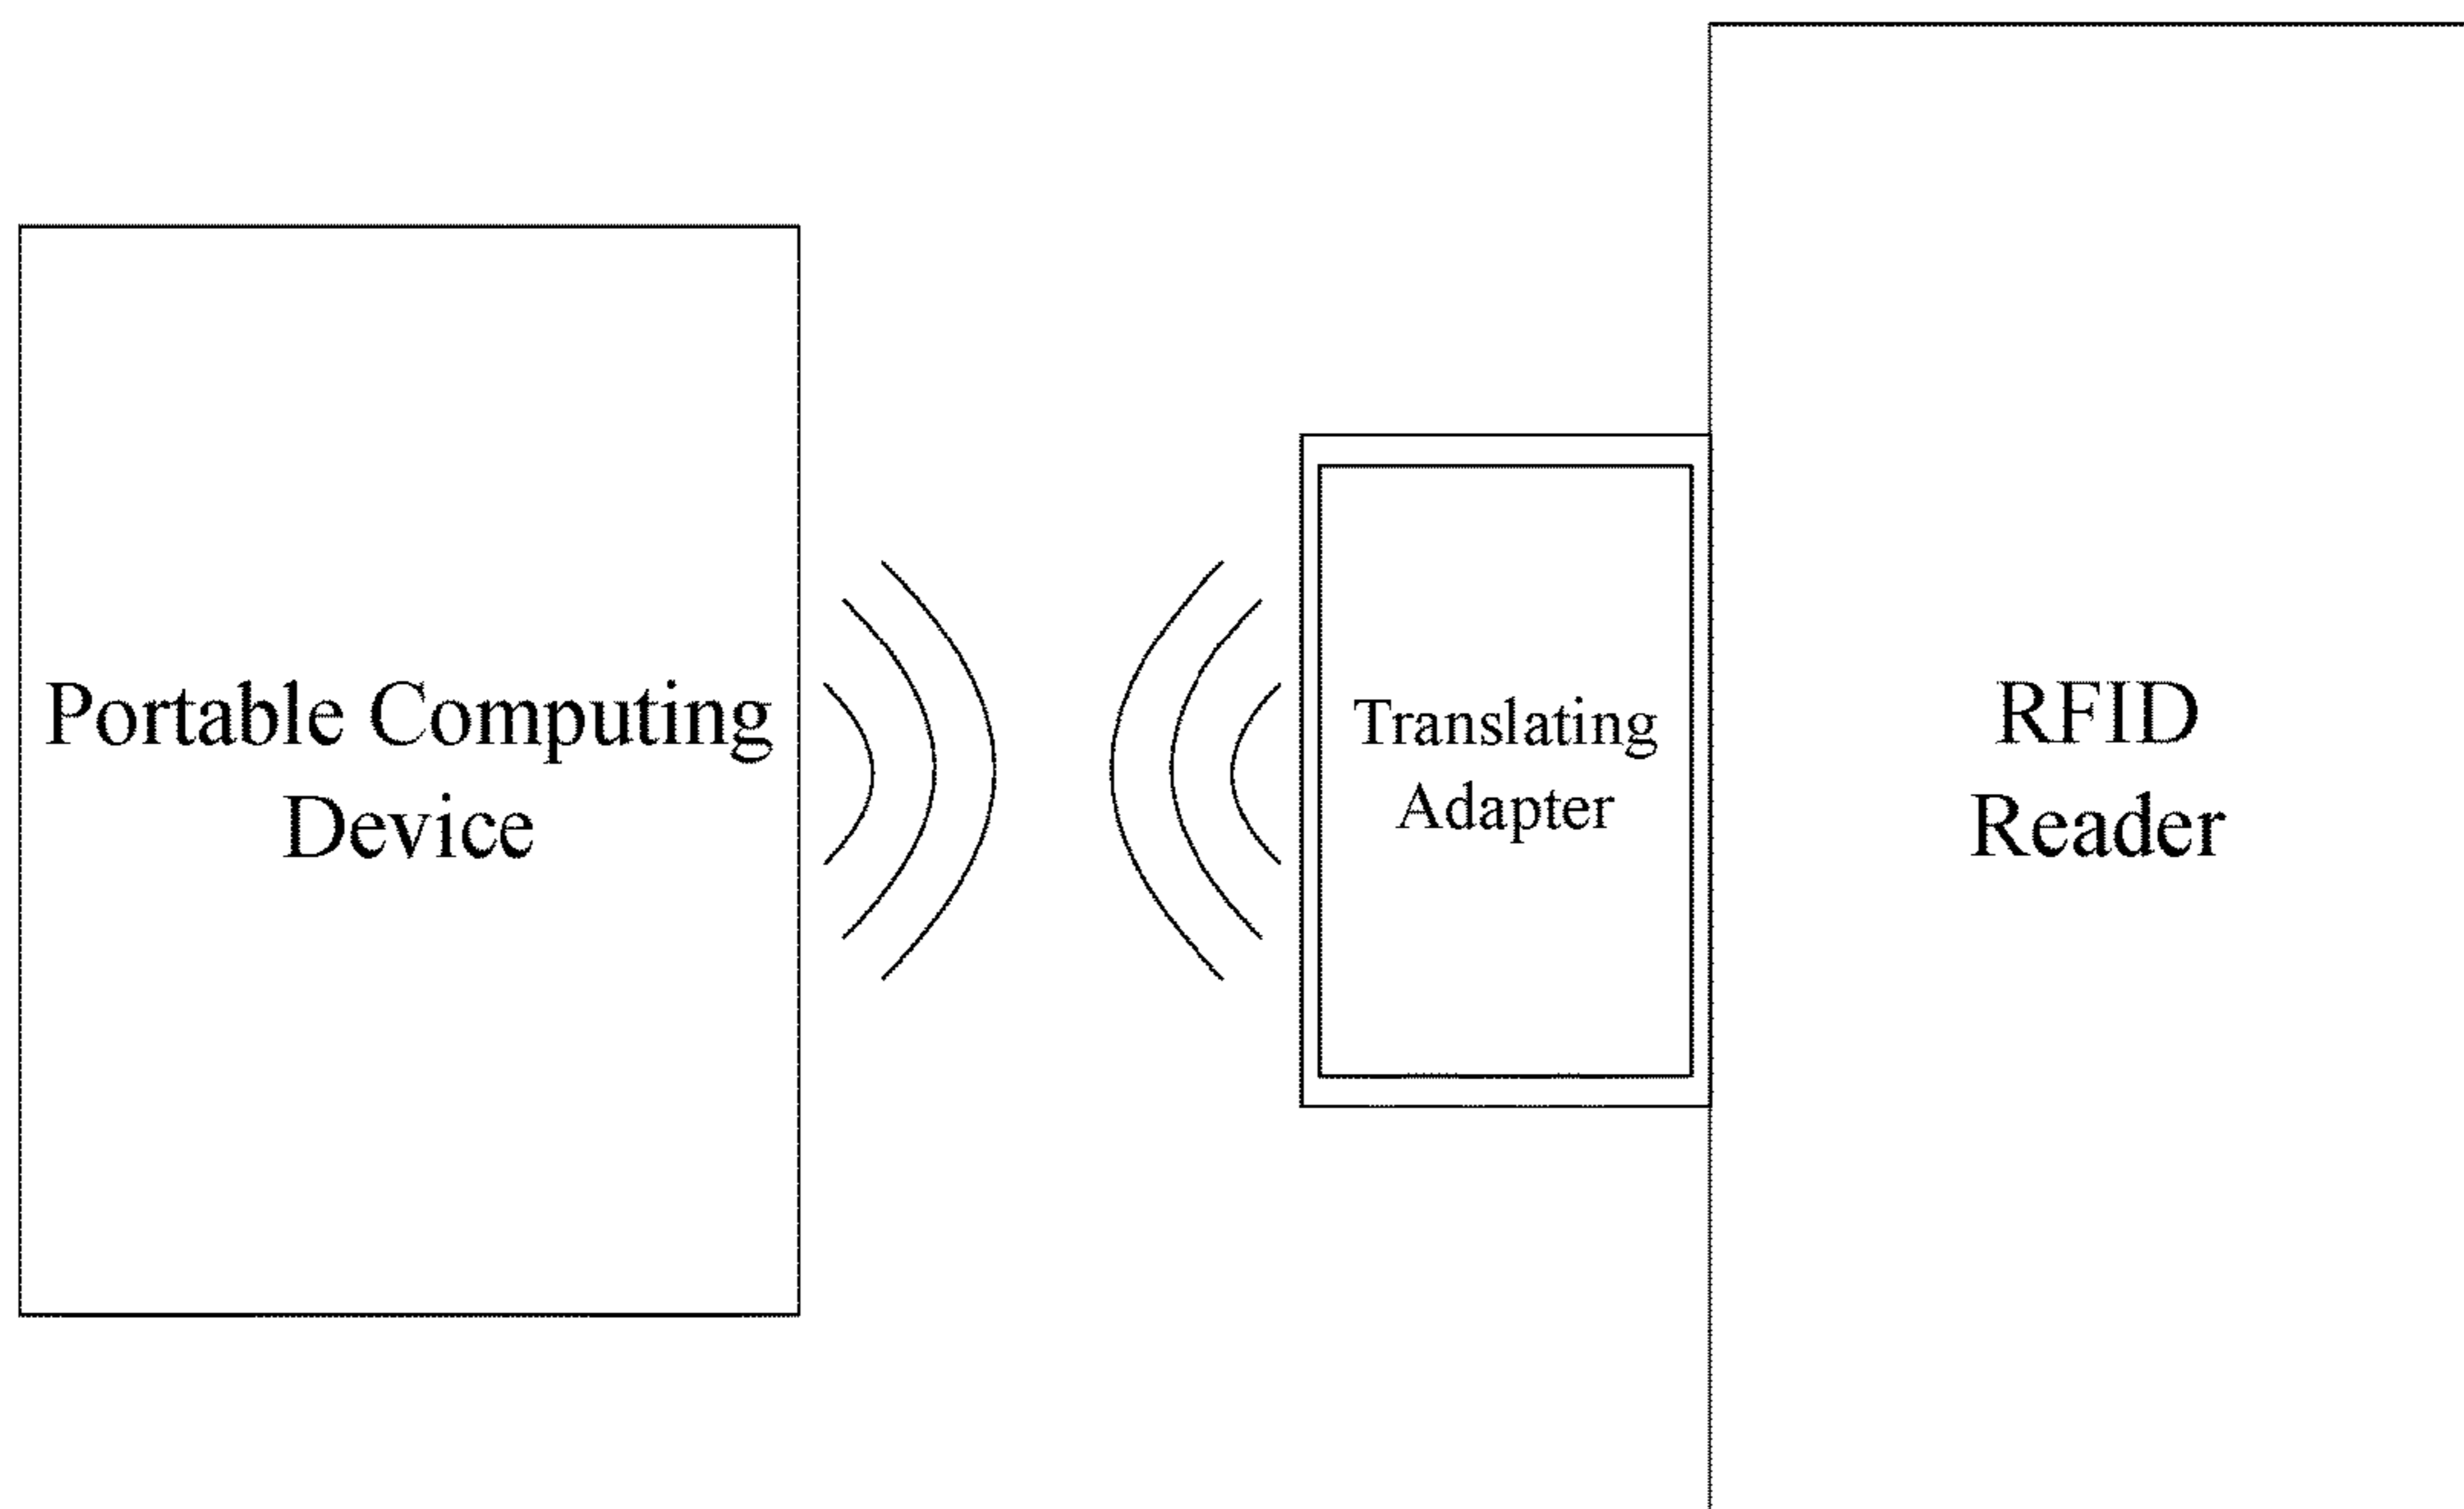 Portable Computing
Device
Translating
Adapter
RFID
Reader